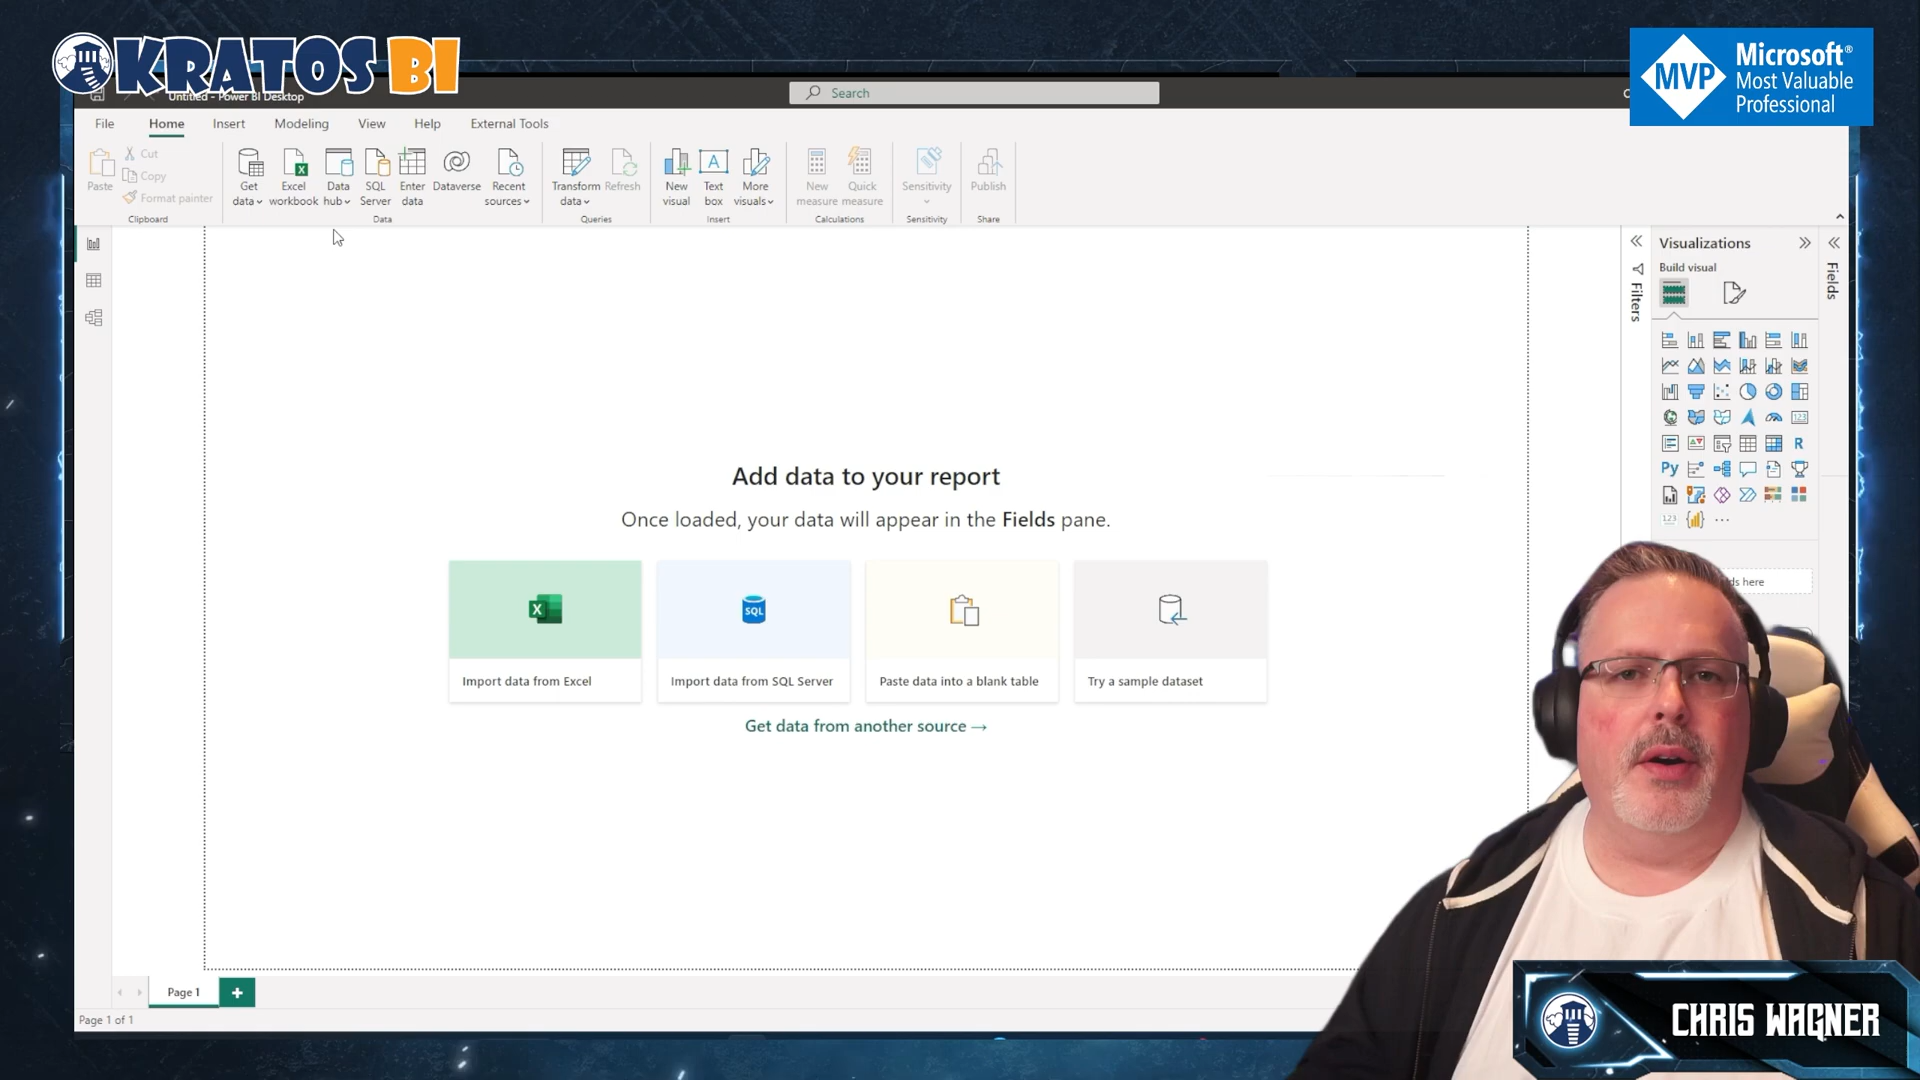 KRATOS BI
Microsoft®
MVP
Most Valuable
Professional
Untitled - Power BI Desktop
Search
File
Home
Insert
Modeling
View
Help
External Tools
Paste
Cut
Copy
Format painter
Clipboard
Get
data
Excel
workbook
Data
hub
SQL
Server
Enter
data
Dataverse
Recent
sources
Data
Transform
data
Refresh
Queries
New
visual
Text
box
More
visuals
Insert
New
measure
Quick
measure
Calculations
Sensitivity
Sensitivity
Publish
Share
Filters
Visualizations
Build visual
Fields
R
Py
123
123
Add data to your report
Once loaded, your data will appear in the Fields pane.
X
SQL
Import data from Excel
Import data from SQL Server
Paste data into a blank table
Try a sample dataset
Get data from another source →
here
Page 1
+
Page 1 of 1
CHRIS WAGNER